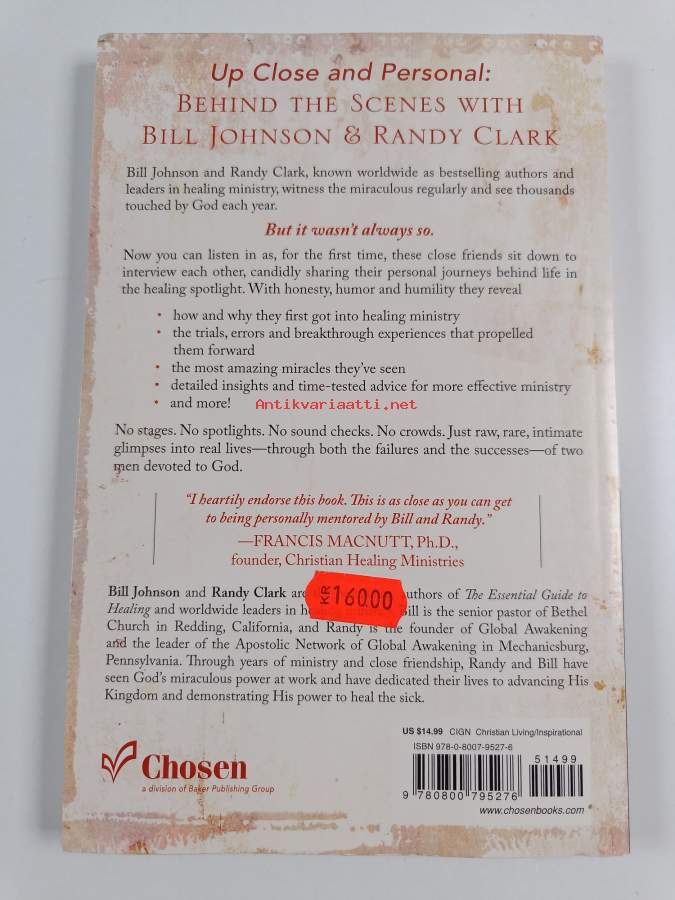 Up Close and Personal:
BEHIND THE SCENES WITH
BILL JOHNSON & RANDY CLARK
Bill Johnson and Randy Clark, known worldwide as bestselling authors and
leaders in healing ministry, witness the miraculous regularly and see thousands
touched by God each year.
But it wasn't always so.
Now you can listen in as, for the first time, these close friends sit down to
interview each other, candidly sharing their personal journeys behind life in
the healing spotlight. With honesty, humor and humility they reveal
• how and why they first got into healing ministry
• the trials, errors and breakthrough experiences that propelled
them forward
• the most amazing miracles they've seen
• detailed insights and time-tested advice for more effective ministry
• and more!
Antikvariaatti.net
No stages. No spotlights. No sound checks. No crowds. Just raw, rare, intimate
glimpses into real lives—through both the failures and the successes—of two
men devoted to God.
"I heartily endorse this book. This is as close as you can get
to being personally mentored by Bill and Randy."
—FRANCIS MACNUTT, Ph.D.,
founder, Christian Healing Ministries
Bill Johnson and Randy Clark are authors of The Essential Guide to
Healing and worldwide leaders in Bill is the senior pastor of Bethel
KR 160.00
Church in Redding, California, and Randy is the founder of Global Awakening
and the leader of the Apostolic Network of Global Awakening in Mechanicsburg,
Pennsylvania. Through years of ministry and close friendship, Randy and Bill have
seen God's miraculous power at work and have dedicated their lives to advancing His
Kingdom and demonstrating His power to heal the sick.
US $14.99 CIGN Christian Living/Inspirational
ISBN 978-0-8007-9527-6
51499
9 780800 795276
www.chosenbooks.com
Chosen
a division of Baker Publishing Group